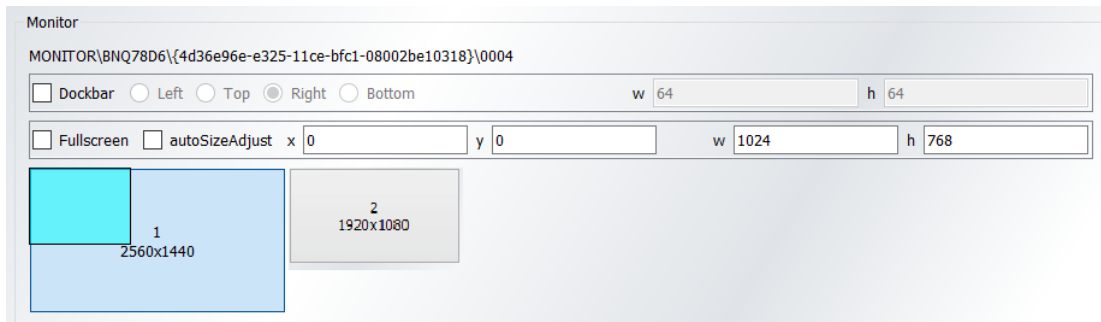 Monitor
MONITOR\BNQ78D6\{4d36e96e-e325-11ce-bfc1-08002be10318}\0004
Dockbar Left Top Right Bottom w 64 h 64
Fullscreen autoSizeAdjust x 0 y 0 w 1024 h 768
1
2560x1440
2
1920x1080